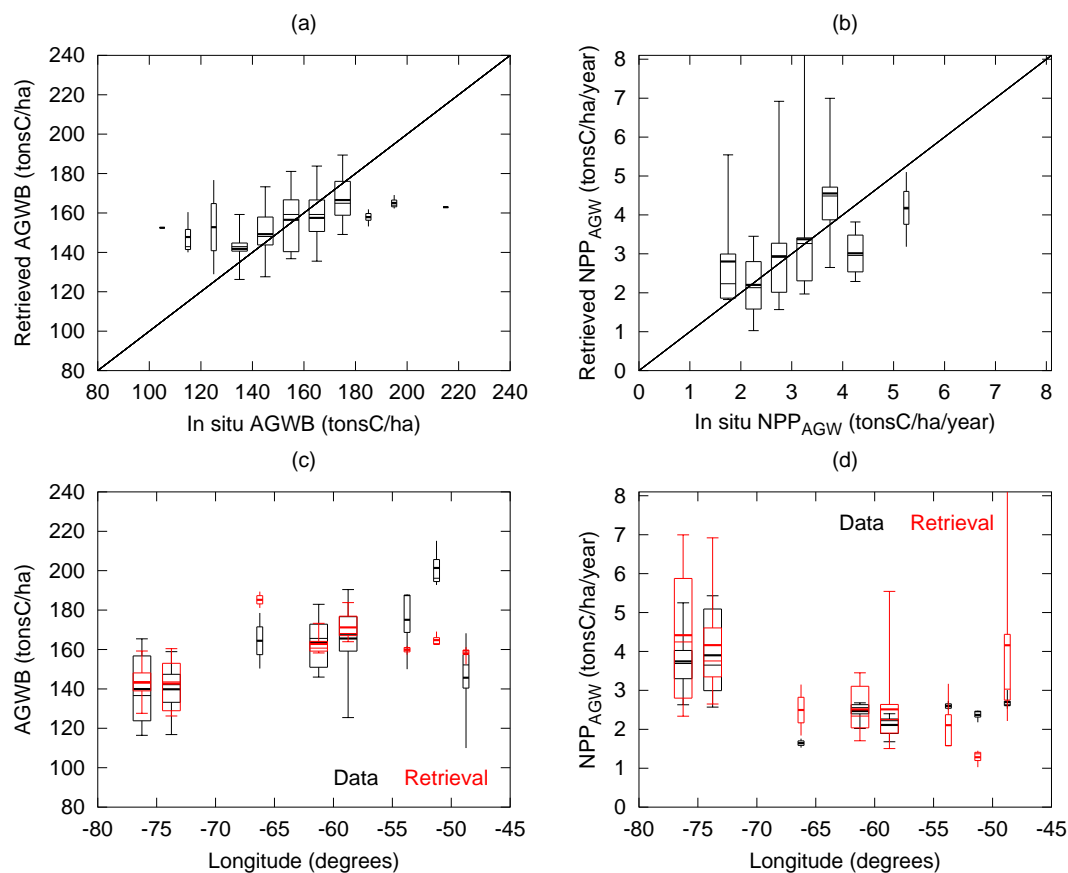 (a)
240
220
200
180
160
140
120
100
80
80 100 120 140 160 180 200 220 240
Retrieved AGWB (tonsC/ha)
In situ AGWB (tonsC/ha)
(b)
8
7
6
5
4
3
2
1
0
0 1 2 3 4 5 6 7 8
Retrieved NPP_AGW (tonsC/ha/year)
In situ NPP_AGW (tonsC/ha/year)
(c)
240
220
200
180
160
140
120
100
80
-80 -75 -70 -65 -60 -55 -50 -45
AGWB (tonsC/ha)
Data Retrieval
Longitude (degrees)
(d)
8
7
6
5
4
3
2
1
0
-80 -75 -70 -65 -60 -55 -50 -45
NPP_AGW (tonsC/ha/year)
Data Retrieval
Longitude (degrees)